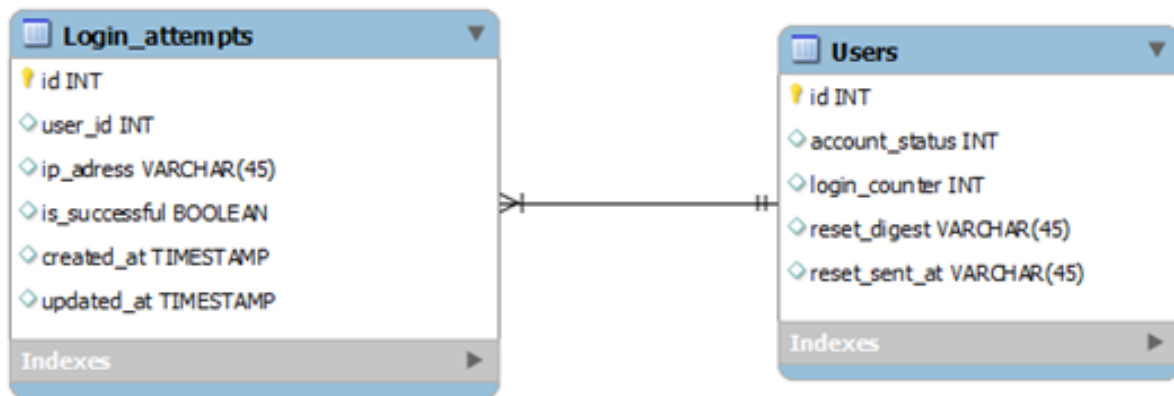 Login_attempts
id INT
user_id INT
ip_adress VARCHAR(45)
is_successful BOOLEAN
created_at TIMESTAMP
updated_at TIMESTAMP
Indexes
Users
id INT
account_status INT
login_counter INT
reset_digest VARCHAR(45)
reset_sent_at VARCHAR(45)
Indexes